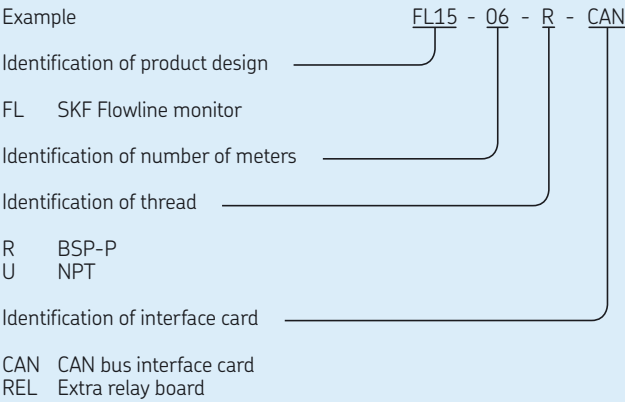 Example FL15 - 06 - R - CAN
Identification of product design
FL SKF Flowline monitor
Identification of number of meters
Identification of thread
R BSP-P
U NPT
Identification of interface card
CAN CAN bus interface card
REL Extra relay board